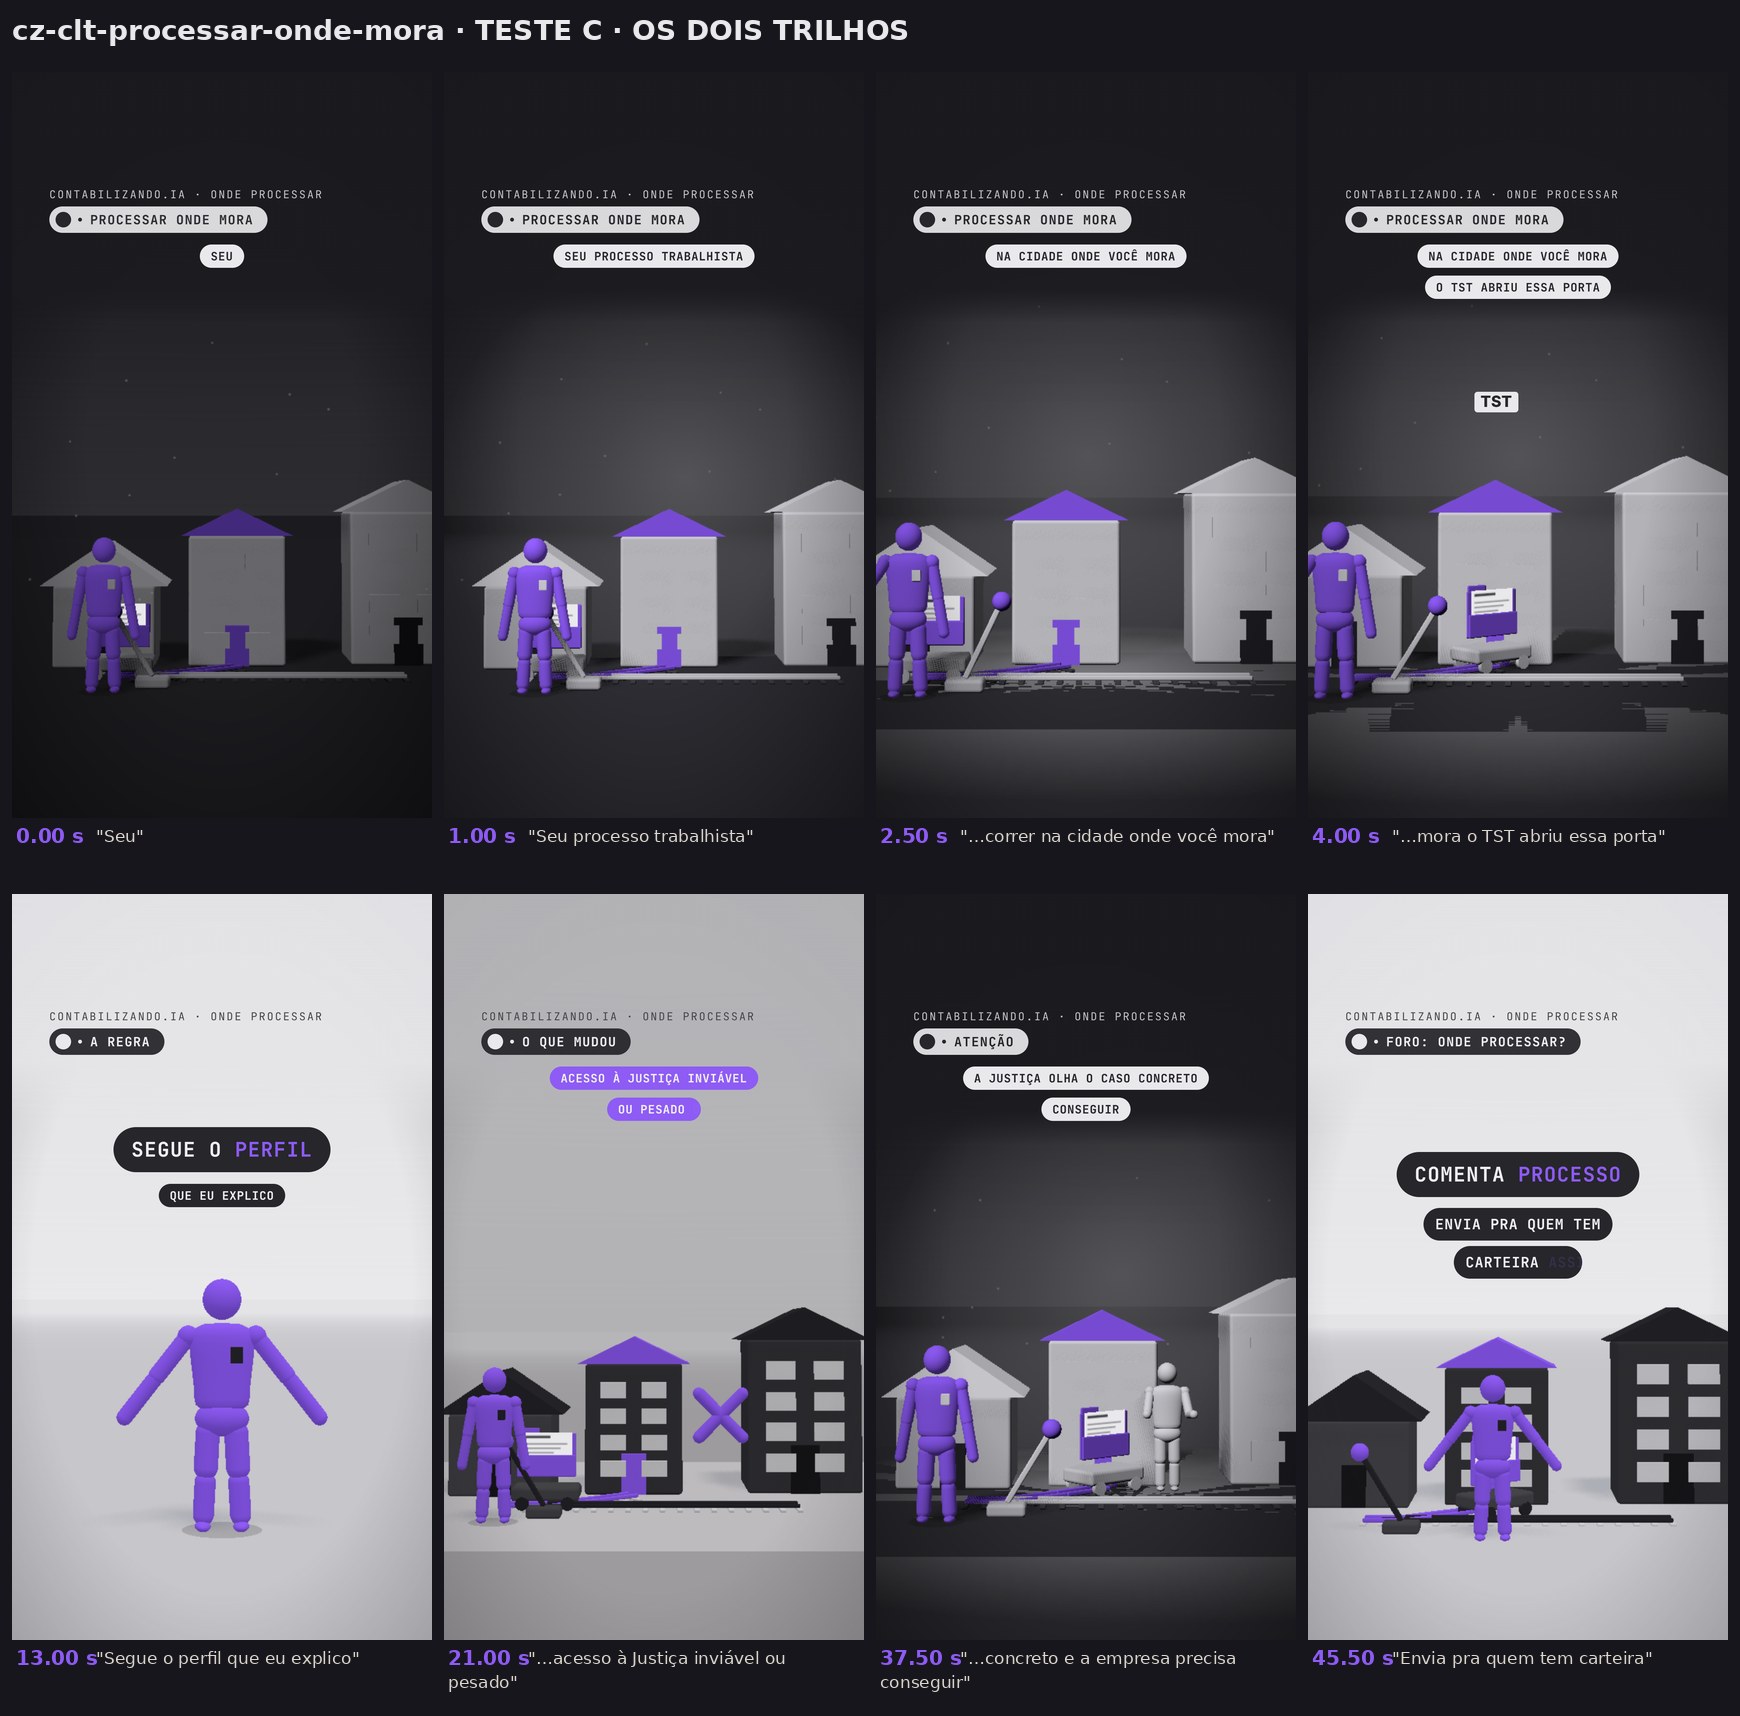 cz-clt-processar-onde-mora · TESTE C · OS DOIS TRILHOS
CONTABILIZANDO.IA · ONDE PROCESSAR
• PROCESSAR ONDE MORA
SEU
0.00 s "Seu"
CONTABILIZANDO.IA · ONDE PROCESSAR
• PROCESSAR ONDE MORA
SEU PROCESSO TRABALHISTA
1.00 s "Seu processo trabalhista"
CONTABILIZANDO.IA · ONDE PROCESSAR
• PROCESSAR ONDE MORA
NA CIDADE ONDE VOCÊ MORA
2.50 s "...correr na cidade onde você mora"
CONTABILIZANDO.IA · ONDE PROCESSAR
• PROCESSAR ONDE MORA
NA CIDADE ONDE VOCÊ MORA
O TST ABRIU ESSA PORTA
TST
4.00 s "...mora o TST abriu essa porta"
CONTABILIZANDO.IA · ONDE PROCESSAR
• A REGRA
SEGUE O PERFIL
QUE EU EXPLICO
13.00 s "Segue o perfil que eu explico"
CONTABILIZANDO.IA · ONDE PROCESSAR
• O QUE MUDOU
ACESSO À JUSTIÇA INVIÁVEL
OU PESADO
21.00 s "...acesso à Justiça inviável ou
pesado"
CONTABILIZANDO.IA · ONDE PROCESSAR
• ATENÇÃO
A JUSTIÇA OLHA O CASO CONCRETO
CONSEGUIR
37.50 s "...concreto e a empresa precisa
conseguir"
CONTABILIZANDO.IA · ONDE PROCESSAR
• FORO: ONDE PROCESSAR?
COMENTA PROCESSO
ENVIA PRA QUEM TEM
CARTEIRA
45.50 s "Envia pra quem tem carteira"